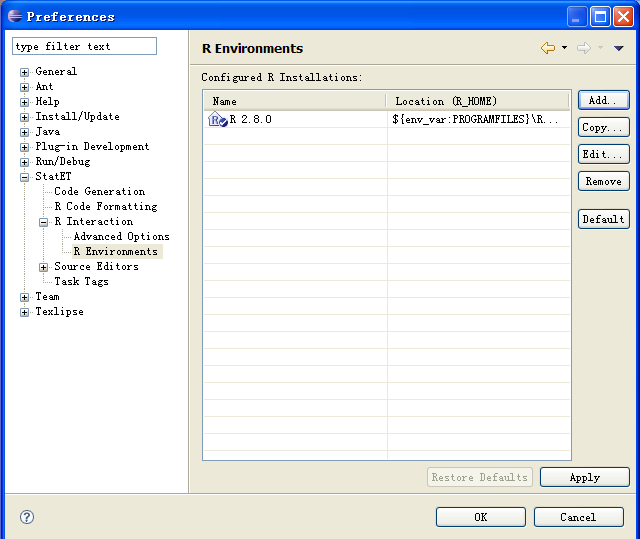 Preferences
type filter text
General
Ant
Help
Install/Update
Java
Plug-in Development
Run/Debug
StatET
Code Generation
R Code Formatting
R Interaction
Advanced Options
R Environments
Source Editors
Task Tags
Team
Texlipse
R Environments
Configured R Installations:
Name Location (R_HOME)
R 2.8.0 ${env_var:PROGRAMFILES}\R...
Add..
Copy...
Edit...
Remove
Default
Restore Defaults Apply
OK Cancel